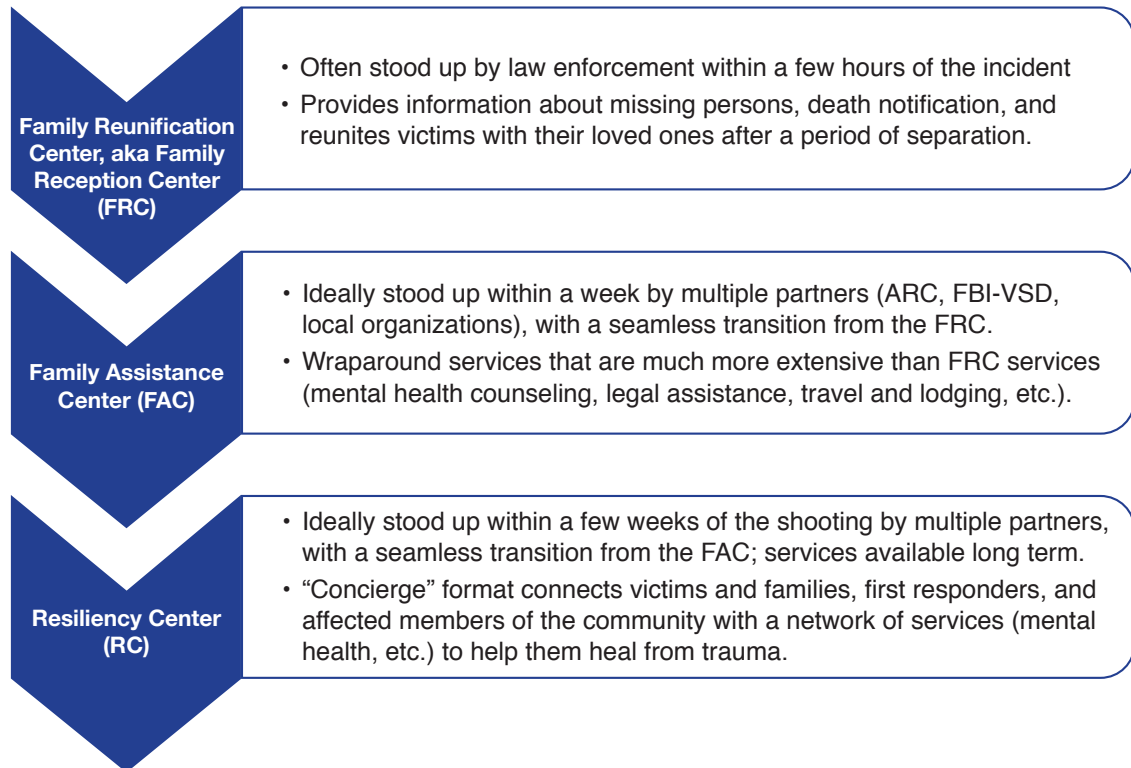 Family Reunification
Center, aka Family
Reception Center
(FRC)
• Often stood up by law enforcement within a few hours of the incident
• Provides information about missing persons, death notification, and
reunites victims with their loved ones after a period of separation.
Family Assistance
Center (FAC)
• Ideally stood up within a week by multiple partners (ARC, FBI-VSD,
local organizations), with a seamless transition from the FRC.
• Wraparound services that are much more extensive than FRC services
(mental health counseling, legal assistance, travel and lodging, etc.).
Resiliency Center
(RC)
• Ideally stood up within a few weeks of the shooting by multiple partners,
with a seamless transition from the FAC; services available long term.
• “Concierge” format connects victims and families, first responders, and
affected members of the community with a network of services (mental
health, etc.) to help them heal from trauma.